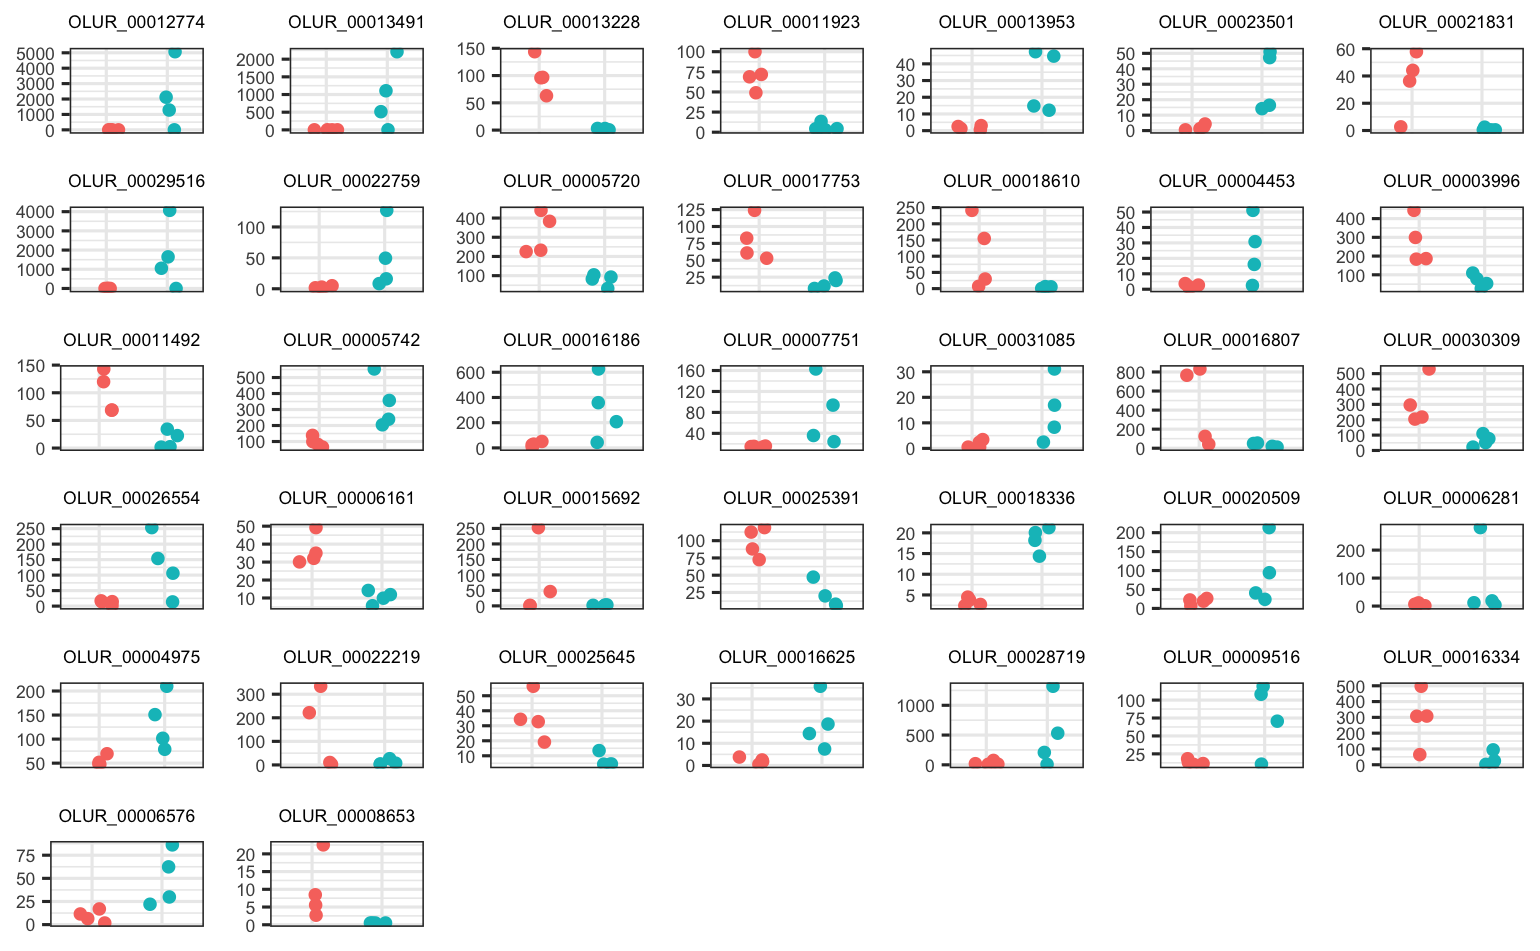 OLUR_00012774 OLUR_00013491 OLUR_00013228 OLUR_00011923 OLUR_00013953 OLUR_00023501 OLUR_00021831
5000 4000 3000 2000 1000 0
2000 1500 1000 500 0
150 100 50 0
100 75 50 25 0
40 30 20 10 0
50 40 30 20 10 0
60 40 20 0
OLUR_00029516 OLUR_00022759 OLUR_00005720 OLUR_00017753 OLUR_00018610 OLUR_00004453 OLUR_00003996
4000 3000 2000 1000 0
100 50 0
400 300 200 100
125 100 75 50 25
250 200 150 100 50 0
50 40 30 20 10 0
400 300 200 100
OLUR_00011492 OLUR_00005742 OLUR_00016186 OLUR_00007751 OLUR_00031085 OLUR_00016807 OLUR_00030309
150 100 50 0
500 400 300 200 100
600 400 200 0
160 120 80 40
30 20 10 0
800 600 400 200 0
500 400 300 200 100 0
OLUR_00026554 OLUR_00006161 OLUR_00015692 OLUR_00025391 OLUR_00018336 OLUR_00020509 OLUR_00006281
250 200 150 100 50 0
50 40 30 20 10
250 200 150 100 50 0
100 75 50 25
20 15 10 5
200 150 100 50 0
200 100 0
OLUR_00004975 OLUR_00022219 OLUR_00025645 OLUR_00016625 OLUR_00028719 OLUR_00009516 OLUR_00016334
200 150 100 50
300 200 100 0
50 40 30 20 10
30 20 10 0
1000 500 0
100 75 50 25
500 400 300 200 100 0
OLUR_00006576 OLUR_00008653
75 50 25 0
20 15 10 5 0